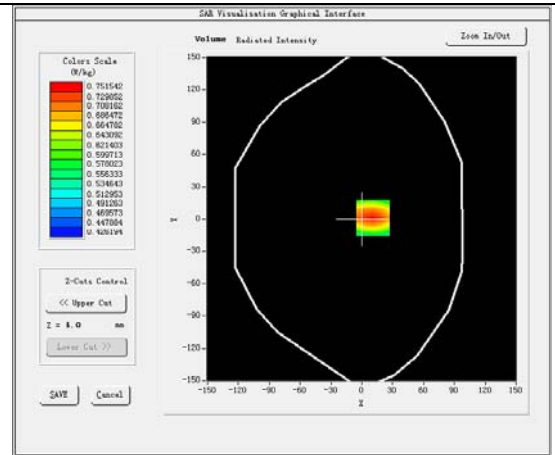 SAR Visualisation Graphical Interface
Volume Radiated Intensity
Zoom In/Out
Colors Scale
(W/kg)
0.751542
0.729852
0.708162
0.686472
0.664782
0.643092
0.621403
0.599713
0.578023
0.556333
0.534643
0.512953
0.491263
0.469573
0.447884
0.426194
Z-Cuts Control
<< Upper Cut
Z = 4.0 mm
Lower Cut >>
SAVE
Cancel
150
120
90
60
30
0
-30
-60
-90
-120
-150
Y
-150 -120 -90 -60 -30 0 30 60 90 120 150
X